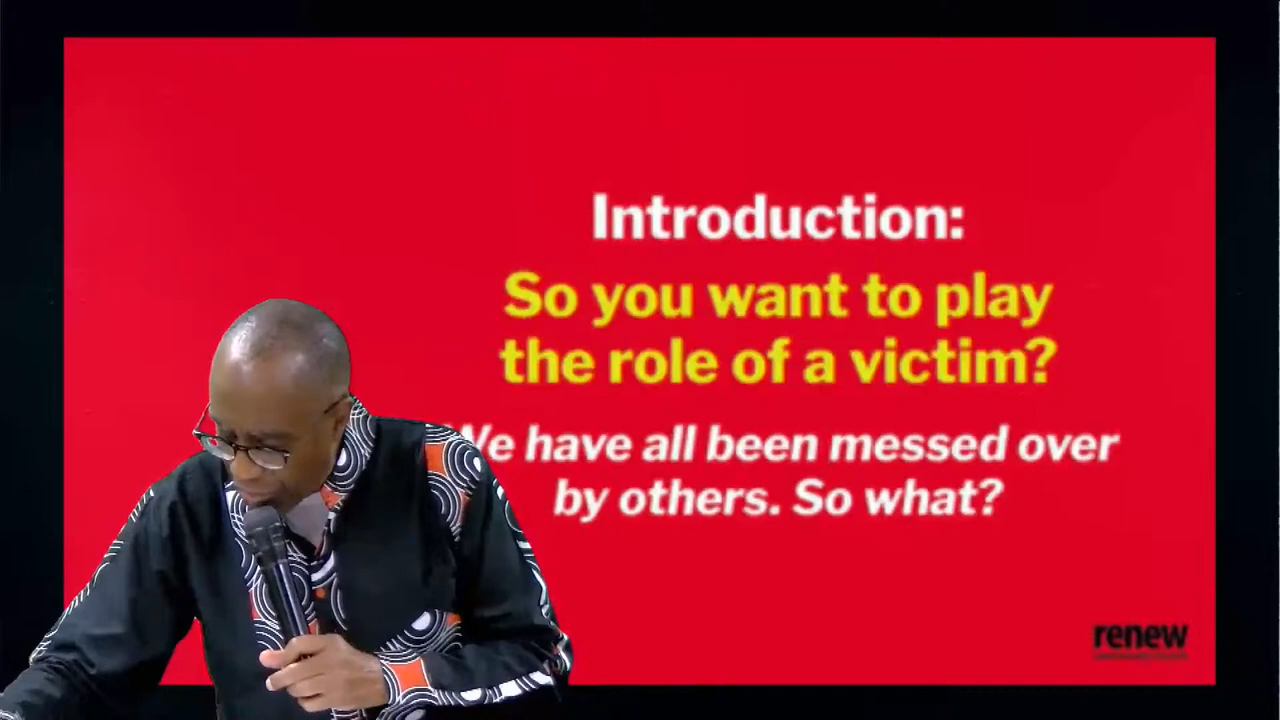 Introduction:
So you want to play
the role of a victim?
We have all been messed over
by others. So what?
renew